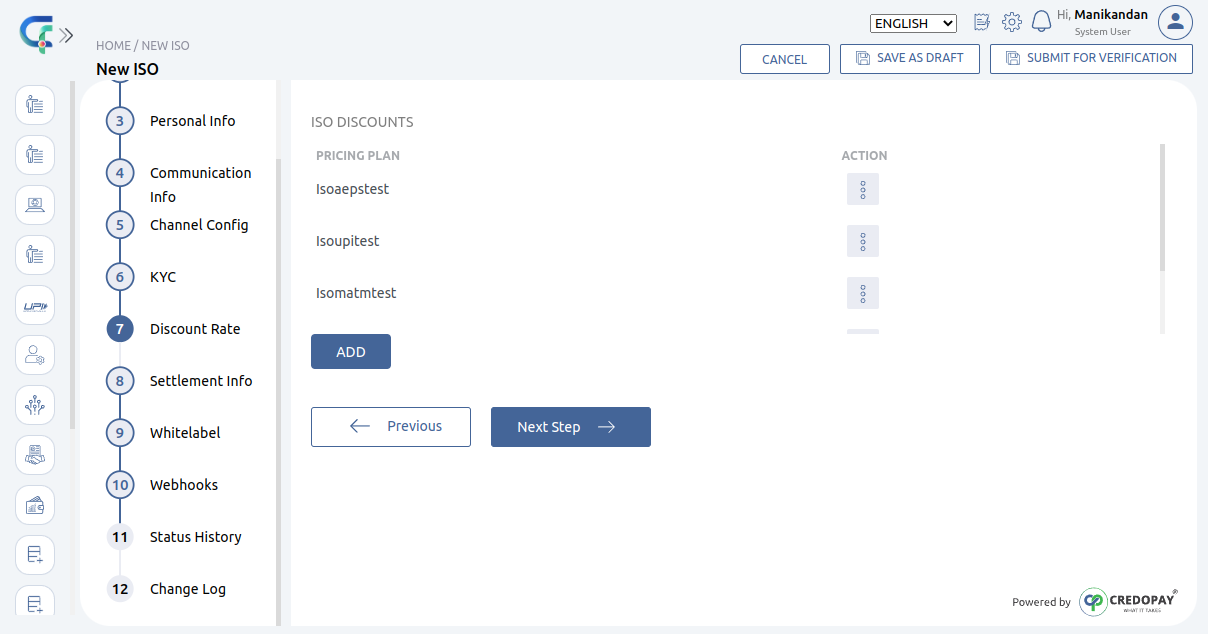 ENGLISH
Hi, Manikandan
System User
HOME / NEW ISO
New ISO
CANCEL
SAVE AS DRAFT
SUBMIT FOR VERIFICATION
3 Personal Info
4 Communication
Info
5 Channel Config
6 KYC
7 Discount Rate
8 Settlement Info
9 Whitelabel
10 Webhooks
11 Status History
12 Change Log
UPI
ISO DISCOUNTS
PRICING PLAN ACTION
Isoaepstest
Isoupitest
Isomatmtest
ADD
Previous
Next Step
Powered by CREDOPAY
WHAT IT TAKES